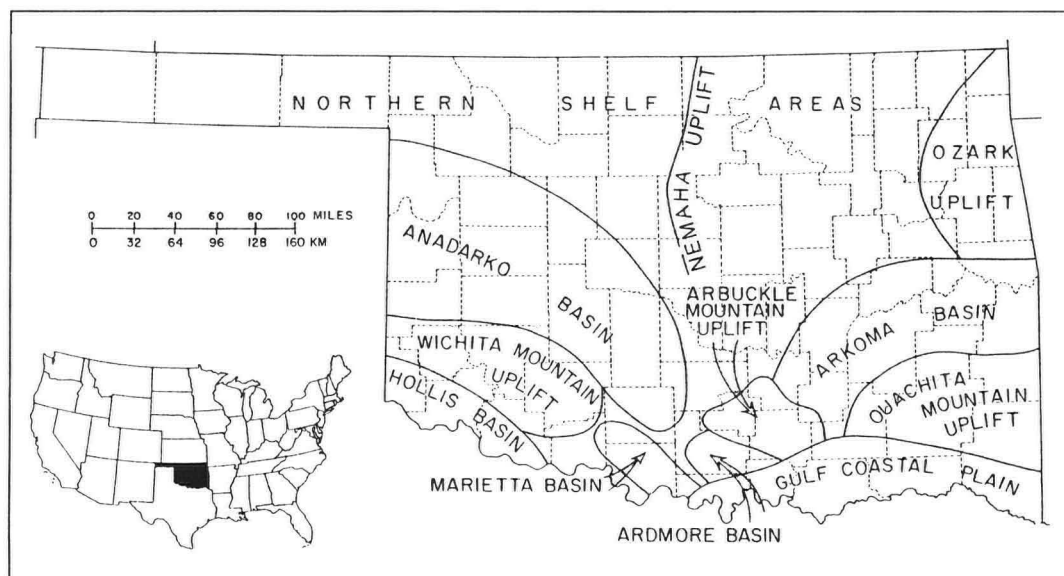 NORTHERN SHELF AREAS
NEMAHA UPLIFT
OZARK
UPLIFT
0 20 40 60 80 100 MILES
0 32 64 96 128 160 KM
ANADARKO
BASIN
ARBUCKLE
MOUNTAIN
UPLIFT
ARKOMA BASIN
WICHITA MOUNTAIN
UPLIFT
HOLLIS BASIN
OUACHITA
MOUNTAIN
UPLIFT
GULF COASTAL PLAIN
MARIETTA BASIN
ARDMORE BASIN